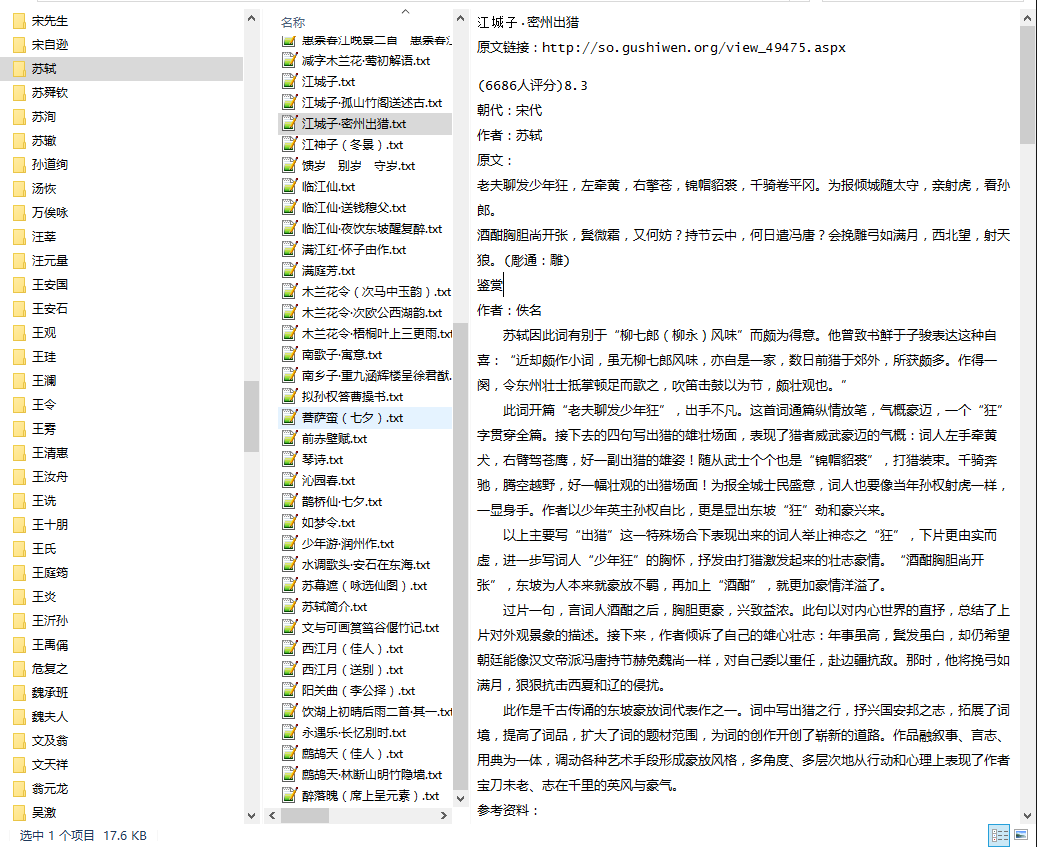 宋先生
宋自逊
苏轼
苏舜钦
苏洵
苏辙
孙道绚
汤恢
万俟咏
汪莘
汪元量
王安国
王安石
王观
王珪
王澜
王令
王雱
王清惠
王汝舟
王诜
王十朋
王氏
王庭筠
王炎
王沂孙
王禹偁
危复之
魏承班
魏夫人
文及翁
文天祥
翁元龙
吴激
选中 1 个项目 17.6 KB
名称
惠崇春江晚景二首 惠崇春江
减字木兰花·莺初解语.txt
江城子.txt
江城子·孤山竹阁送述古.txt
江城子·密州出猎.txt
江神子（冬景）.txt
馈岁 别岁 守岁.txt
临江仙.txt
临江仙·送钱穆父.txt
临江仙·夜饮东坡醒复醉.txt
满江红·怀子由作.txt
满庭芳.txt
木兰花令（次马中玉韵）.txt
木兰花令·次欧公西湖韵.txt
木兰花令·梧桐叶上三更雨.txt
南歌子·寓意.txt
南乡子·重九涵辉楼呈徐君猷.
拟孙权答曹操书.txt
菩萨蛮（七夕）.txt
前赤壁赋.txt
琴诗.txt
沁园春.txt
鹊桥仙·七夕.txt
如梦令.txt
少年游·润州作.txt
水调歌头·安石在东海.txt
苏幕遮（咏选仙图）.txt
苏轼简介.txt
文与可画筼筜谷偃竹记.txt
西江月（佳人）.txt
西江月（送别）.txt
阳关曲（李公择）.txt
饮湖上初晴后雨二首·其一.txt
永遇乐·长忆别时.txt
鹧鸪天（佳人）.txt
鹧鸪天·林断山明竹隐墙.txt
醉落魄（席上呈元素）.txt
江城子·密州出猎
原文链接：http://so.gushiwen.org/view_49475.aspx
(6686人评分)8.3
朝代：宋代
作者：苏轼
原文：
老夫聊发少年狂，左牵黄，右擎苍，锦帽貂裘，千骑卷平冈。为报倾城随太守，亲射虎，看孙
郎。
酒酣胸胆尚开张，鬓微霜，又何妨？持节云中，何日遣冯唐？会挽雕弓如满月，西北望，射天
狼。(彫通：雕)
鉴赏
作者：佚名
苏轼因此词有别于“柳七郎（柳永）风味”而颇为得意。他曾致书鲜于子骏表达这种自
喜：“近却颇作小词，虽无柳七郎风味，亦自是一家，数日前猎于郊外，所获颇多。作得一
阕，令东州壮士抵掌顿足而歌之，吹笛击鼓以为节，颇壮观也。”
此词开篇“老夫聊发少年狂”，出手不凡。这首词通篇纵情放笔，气概豪迈，一个“狂”
字贯穿全篇。接下去的四句写出猎的雄壮场面，表现了猎者威武豪迈的气概：词人左手牵黄
犬，右臂驾苍鹰，好一副出猎的雄姿！随从武士个个也是“锦帽貂裘”，打猎装束。千骑奔
驰，腾空越野，好一幅壮观的出猎场面！为报全城士民盛意，词人也要像当年孙权射虎一样，
一显身手。作者以少年英主孙权自比，更是显出东坡“狂”劲和豪兴来。
以上主要写“出猎”这一特殊场合下表现出来的词人举止神态之“狂”，下片更由实而
虚，进一步写词人“少年狂”的胸怀，抒发由打猎激发起来的壮志豪情。“酒酣胸胆尚开
张”，东坡为人本来就豪放不羁，再加上“酒酣”，就更加豪情洋溢了。
过片一句，言词人酒酣之后，胸胆更豪，兴致益浓。此句以对内心世界的直抒，总结了上
片对外观景象的描述。接下来，作者倾诉了自己的雄心壮志：年事虽高，鬓发虽白，却仍希望
朝廷能像汉文帝派冯唐持节赫免魏尚一样，对自己委以重任，赴边疆抗敌。那时，他将挽弓如
满月，狠狠抗击西夏和辽的侵扰。
此作是千古传诵的东坡豪放词代表作之一。词中写出猎之行，抒兴国安邦之志，拓展了词
境，提高了词品，扩大了词的题材范围，为词的创作开创了崭新的道路。作品融叙事、言志、
用典为一体，调动各种艺术手段形成豪放风格，多角度、多层次地从行动和心理上表现了作者
宝刀未老、志在千里的英风与豪气。
参考资料：